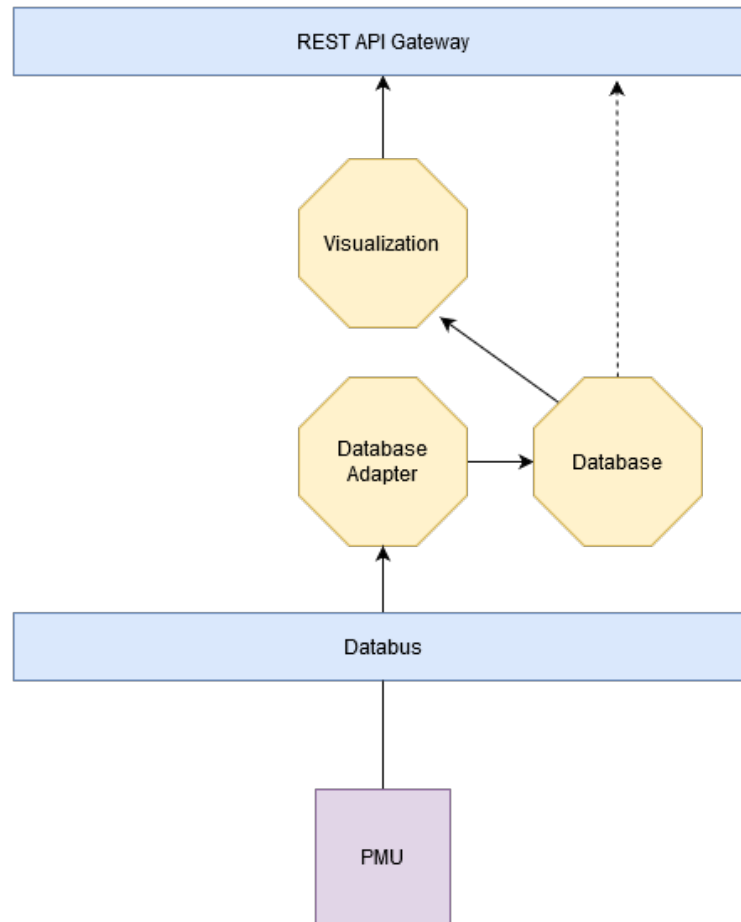 REST API Gateway
Visualization
Database
Adapter
Database
Databus
PMU